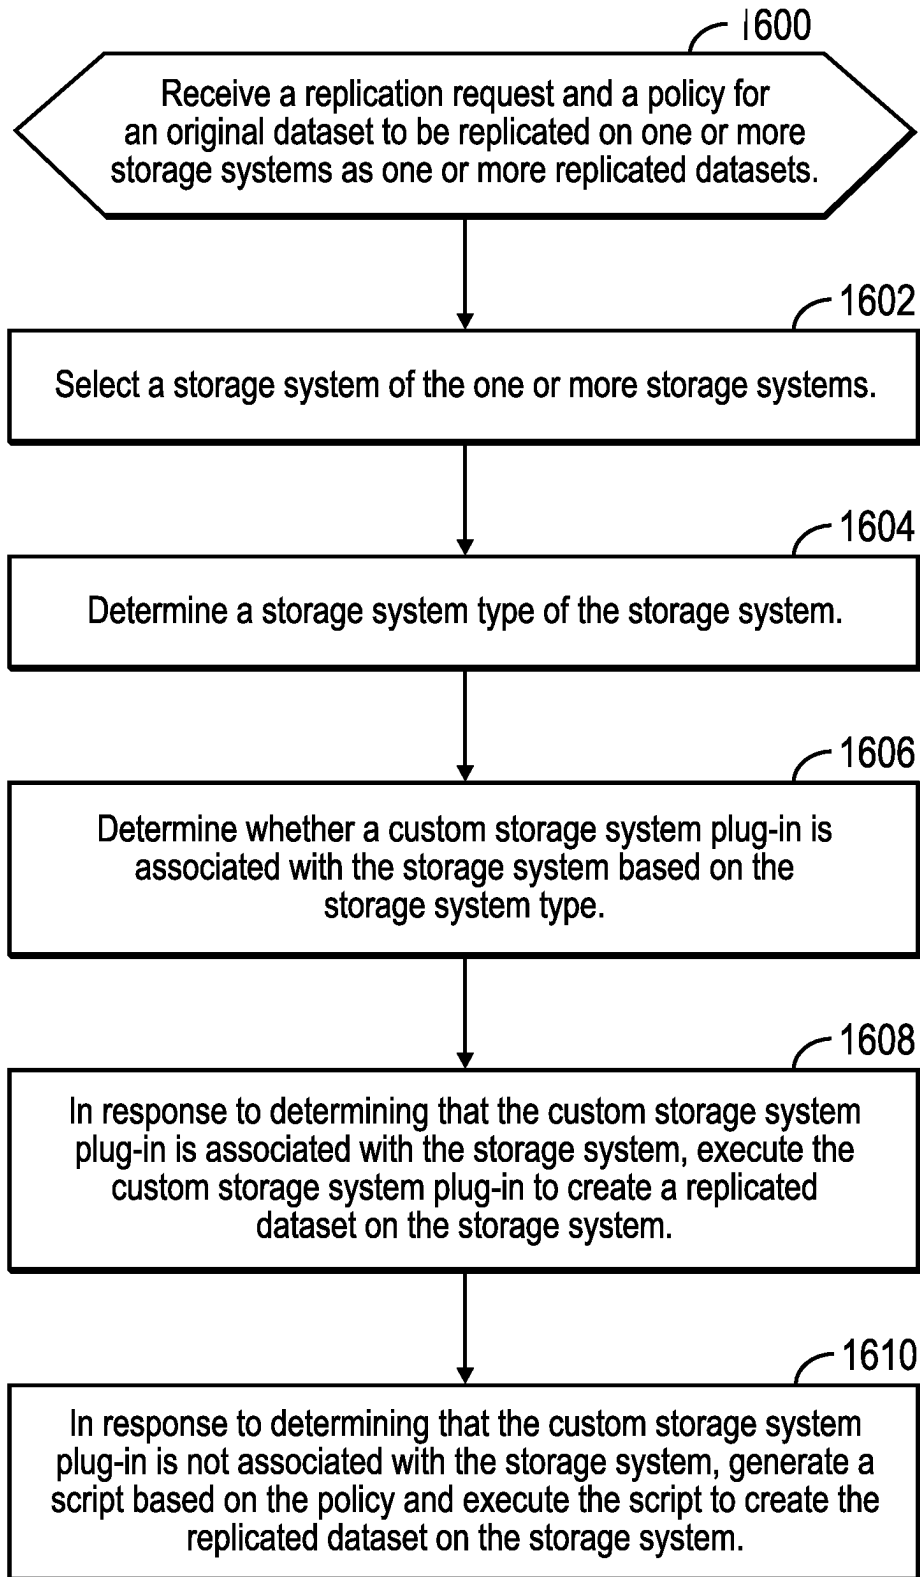 1600
Receive a replication request and a policy for
an original dataset to be replicated on one or more
storage systems as one or more replicated datasets.
1602
Select a storage system of the one or more storage systems.
1604
Determine a storage system type of the storage system.
1606
Determine whether a custom storage system plug-in is
associated with the storage system based on the
storage system type.
1608
In response to determining that the custom storage system
plug-in is associated with the storage system, execute the
custom storage system plug-in to create a replicated
dataset on the storage system.
1610
In response to determining that the custom storage system
plug-in is not associated with the storage system, generate a
script based on the policy and execute the script to create the
replicated dataset on the storage system.